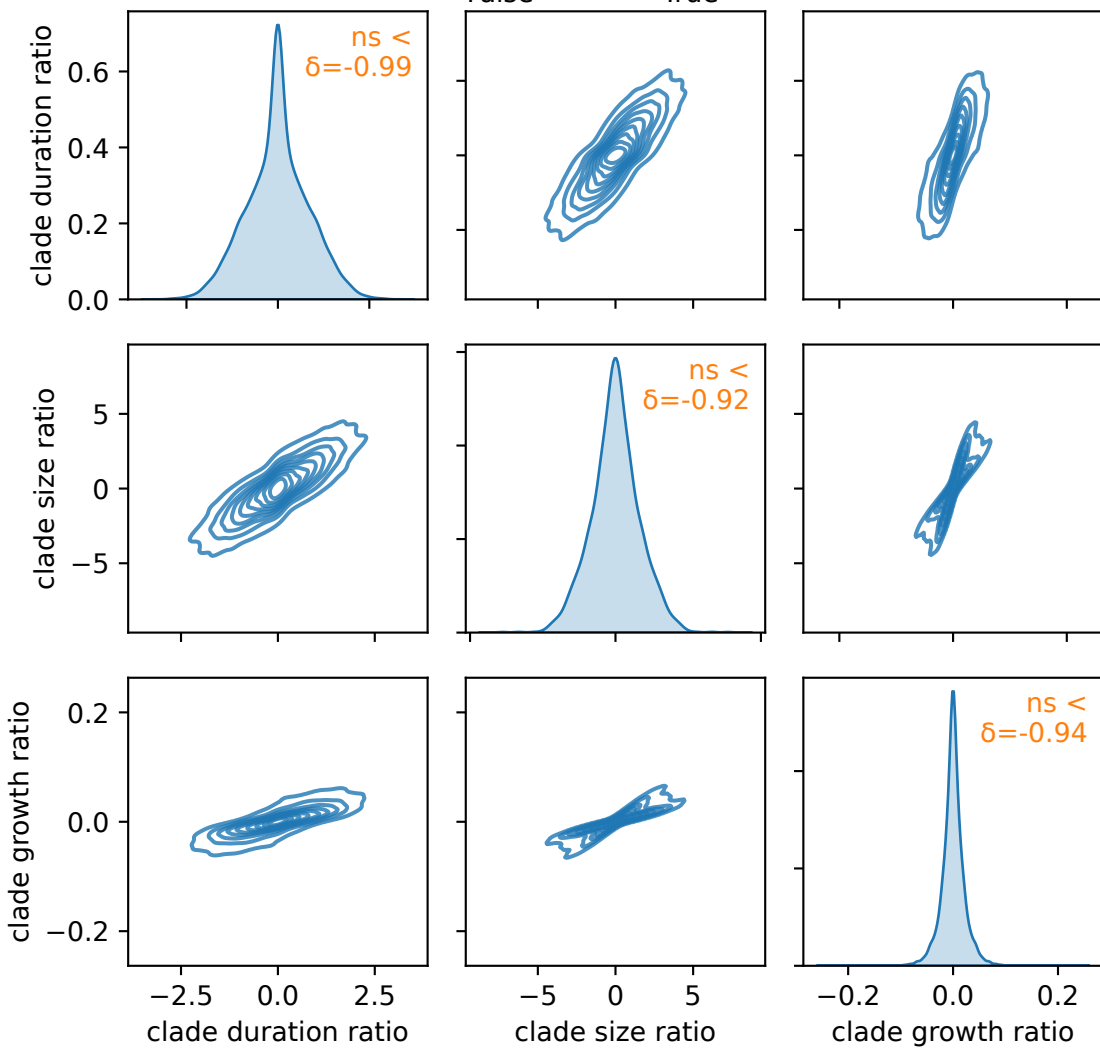 clade duration ratio
0.6
0.4
0.2
0.0
ns <
δ=-0.99
clade size ratio
5
0
−5
ns <
δ=-0.92
clade growth ratio
0.2
0.0
−0.2
ns <
δ=-0.94
−2.5 0.0 2.5
−5 0 5
−0.2 0.0 0.2
clade duration ratio
clade size ratio
clade growth ratio